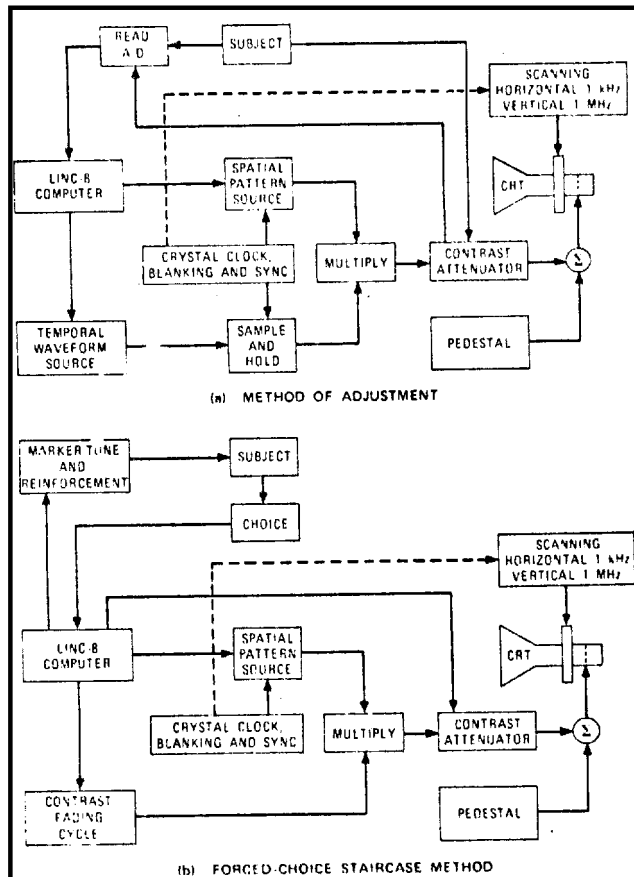 READ
A/D
SUBJECT
SCANNING
HORIZONTAL 1 kHz
VERTICAL 1 MHz
LINC-8
COMPUTER
SPATIAL
PATTERN
SOURCE
CRT
CRYSTAL CLOCK,
BLANKING AND SYNC
MULTIPLY
CONTRAST
ATTENUATOR
Σ
TEMPORAL
WAVEFORM
SOURCE
SAMPLE
AND
HOLD
PEDESTAL
(a) METHOD OF ADJUSTMENT
MARKER TONE
AND
REINFORCEMENT
SUBJECT
CHOICE
SCANNING
HORIZONTAL 1 kHz
VERTICAL 1 MHz
LINC-8
COMPUTER
SPATIAL
PATTERN
SOURCE
CRT
CRYSTAL CLOCK,
BLANKING AND SYNC
MULTIPLY
CONTRAST
ATTENUATOR
Σ
CONTRAST
FADING
CYCLE
PEDESTAL
(b) FORCED-CHOICE STAIRCASE METHOD